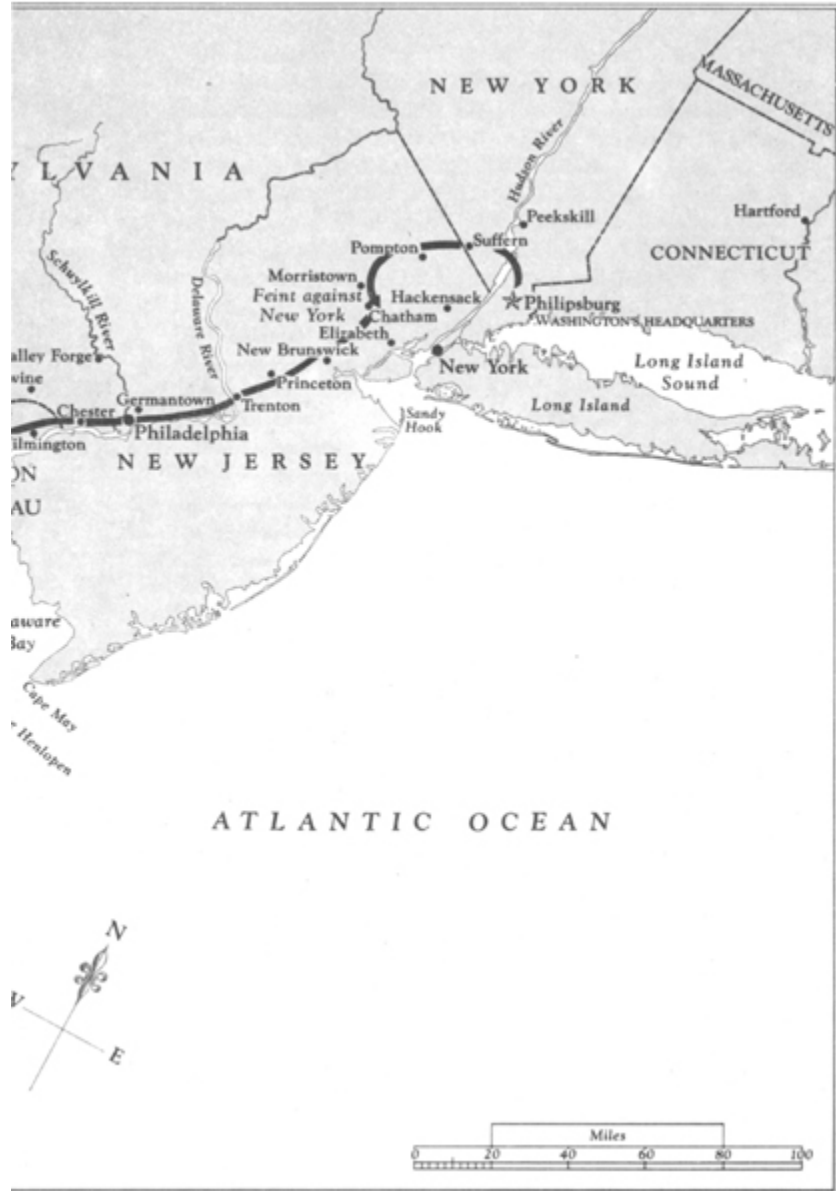 NEW YORK
MASSACHUSETTS
Hudson River
YLVANIA
Peekskill
Hartford
Suffern
Pompton
CONNECTICUT
Schwylkill River
Delaware River
Morristown
Feint against
New York
Hackensack
Philipsburg
Chatham
WASHINGTON'S HEADQUARTERS
Elizabeth
New Brunswick
New York
Long Island
Sound
alley Forge
wine
Princeton
Germantown
Trenton
Long Island
Chester
Philadelphia
Sandy
Hook
ilmington
NEW JERSEY
ON
AU
aware
Bay
Cape May
r Henlopen
ATLANTIC OCEAN
N
W
E
Miles
0 20 40 60 80 100